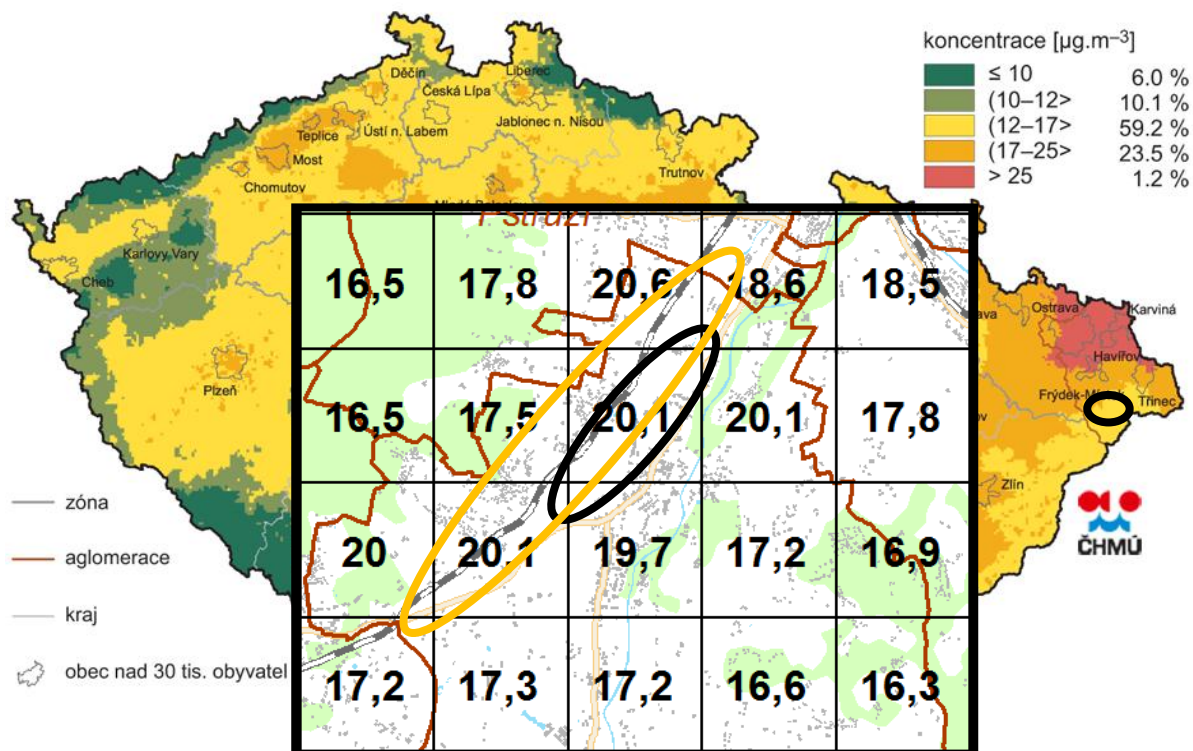 koncentrace [µg.m⁻³]
≤ 10 6.0 %
(10–12> 10.1 %
(12–17> 59.2 %
(17–25> 23.5 %
> 25 1.2 %
Děčín
Liberec
Česká Lípa
Jablonec n. Nisou
Teplice
Ústí n. Labem
Most
Chomutov
Trutnov
Karlovy Vary
Cheb
Plzeň
Ostrava
Karviná
Havířov
Třinec
Zlín
16,5 17,8 20,6 18,6 18,5
16,5 17,5 20,1 20,1 17,8
20 20,1 19,7 17,2 16,9
17,2 17,3 17,2 16,6 16,3
zóna
aglomerace
kraj
obec nad 30 tis. obyvatel
ČHMÚ